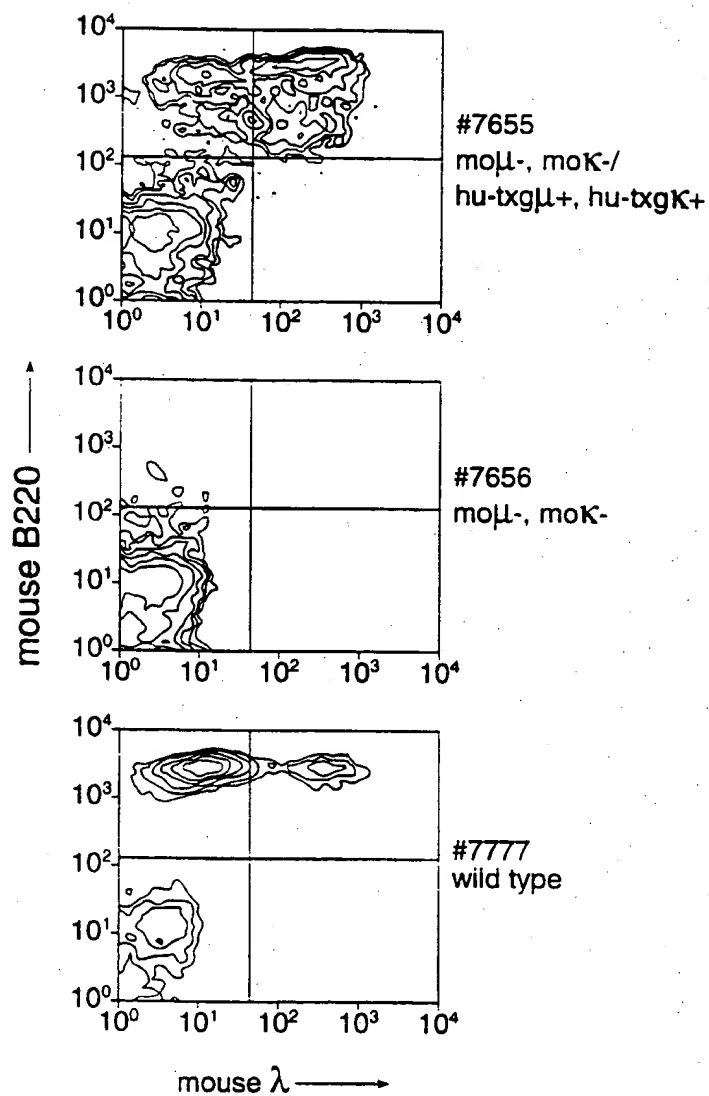 10⁴
10³
10²
10¹
10⁰
10⁰ 10¹ 10² 10³ 10⁴
#7655
moμ-, moκ-/
hu-txgμ+, hu-txgκ+
10⁴
10³
10²
10¹
10⁰
10⁰ 10¹ 10² 10³ 10⁴
#7656
moμ-, moκ-
mouse B220
10⁴
10³
10²
10¹
10⁰
10⁰ 10¹ 10² 10³ 10⁴
#7777
wild type
mouse λ